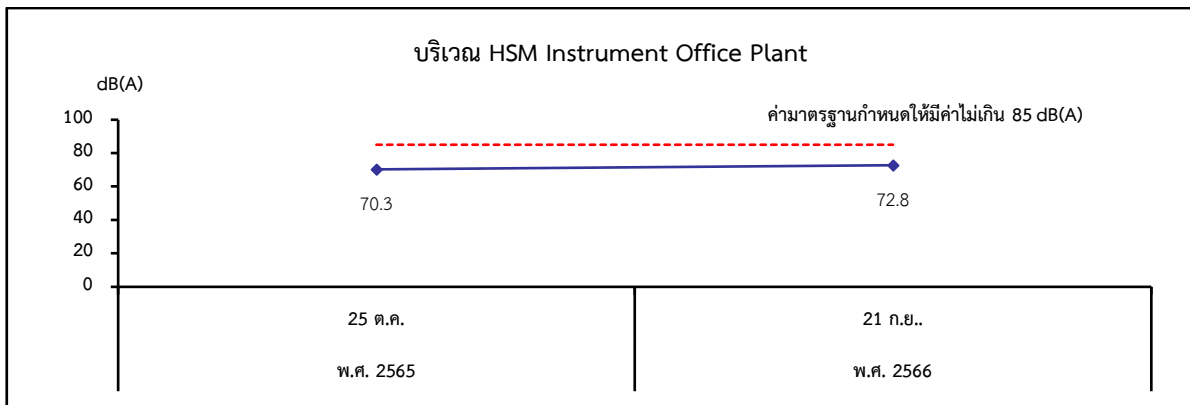 บริเวณ HSM Instrument Office Plant
dB(A)
ค่ามาตรฐานกำหนดให้มีค่าไม่เกิน 85 dB(A)
100
80
60
40
20
0
70.3
72.8
25 ต.ค.
21 ก.ย..
พ.ศ. 2565
พ.ศ. 2566